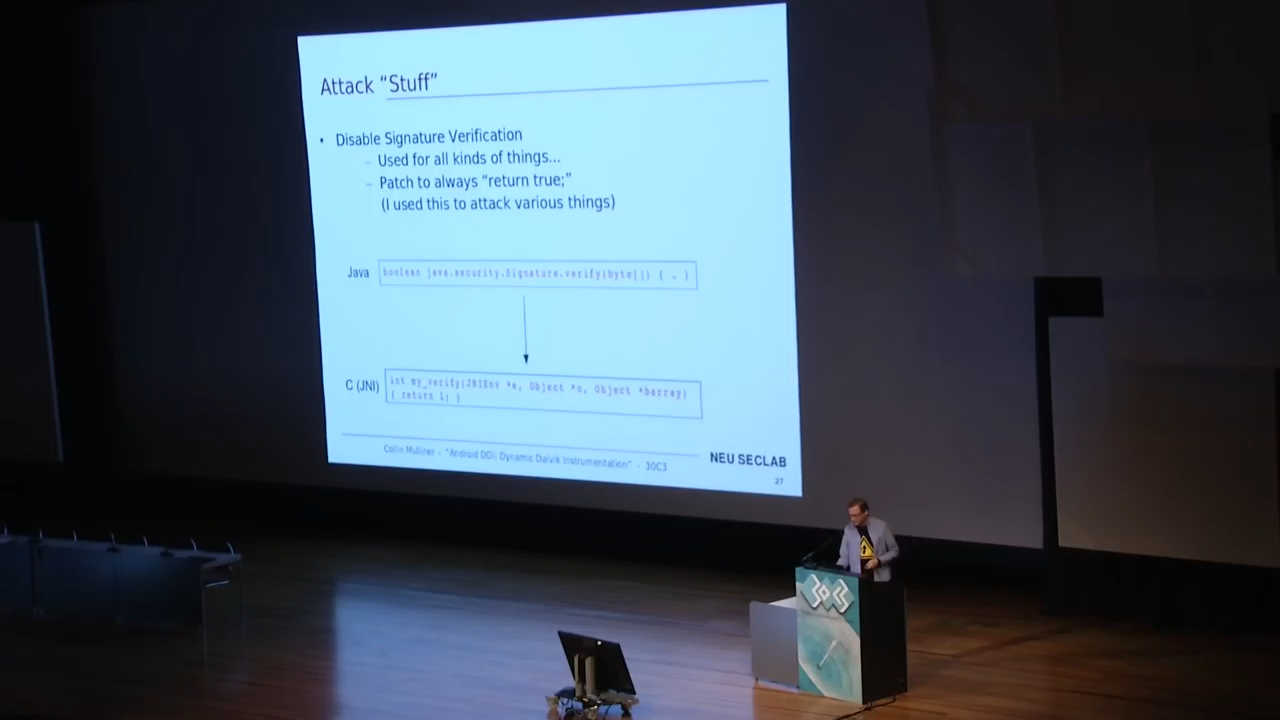 Attack “Stuff”
• Disable Signature Verification
– Used for all kinds of things...
– Patch to always “return true;”
(I used this to attack various things)
Java
boolean java.security.Signature.verify(byte[]) { … }
C (JNI)
int my_verify(JNIEnv *e, Object *o, Object *barray)
{ return 1; }
Colin Mulliner - “Android DDI: Dynamic Dalvik Instrumentation” - 30C3
NEU SECLAB
27
30C3